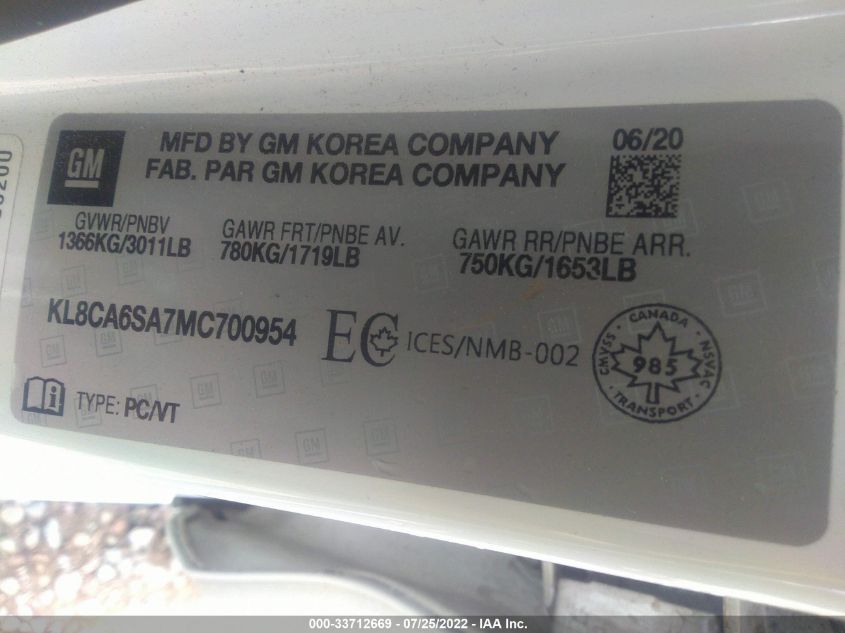 GM
MFD BY GM KOREA COMPANY
FAB. PAR GM KOREA COMPANY
06/20
GVWR/PNBV
1366KG/3011LB
GAWR FRT/PNBE AV.
780KG/1719LB
GAWR RR/PNBE ARR.
750KG/1653LB
KL8CA6SA7MC700954
EC ICES/NMB-002
CANADA
CMVSS
NSVAC
985
TRANSPORT
TYPE: PC/VT
000-33712669 - 07/25/2022 - IAA Inc.